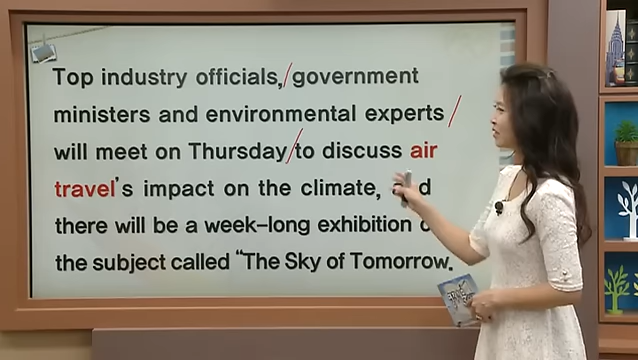 Top industry officials, government
ministers and environmental experts
will meet on Thursday to discuss air
travel's impact on the climate,
there will be a week-long exhibition
the subject called “The Sky of Tomorrow.